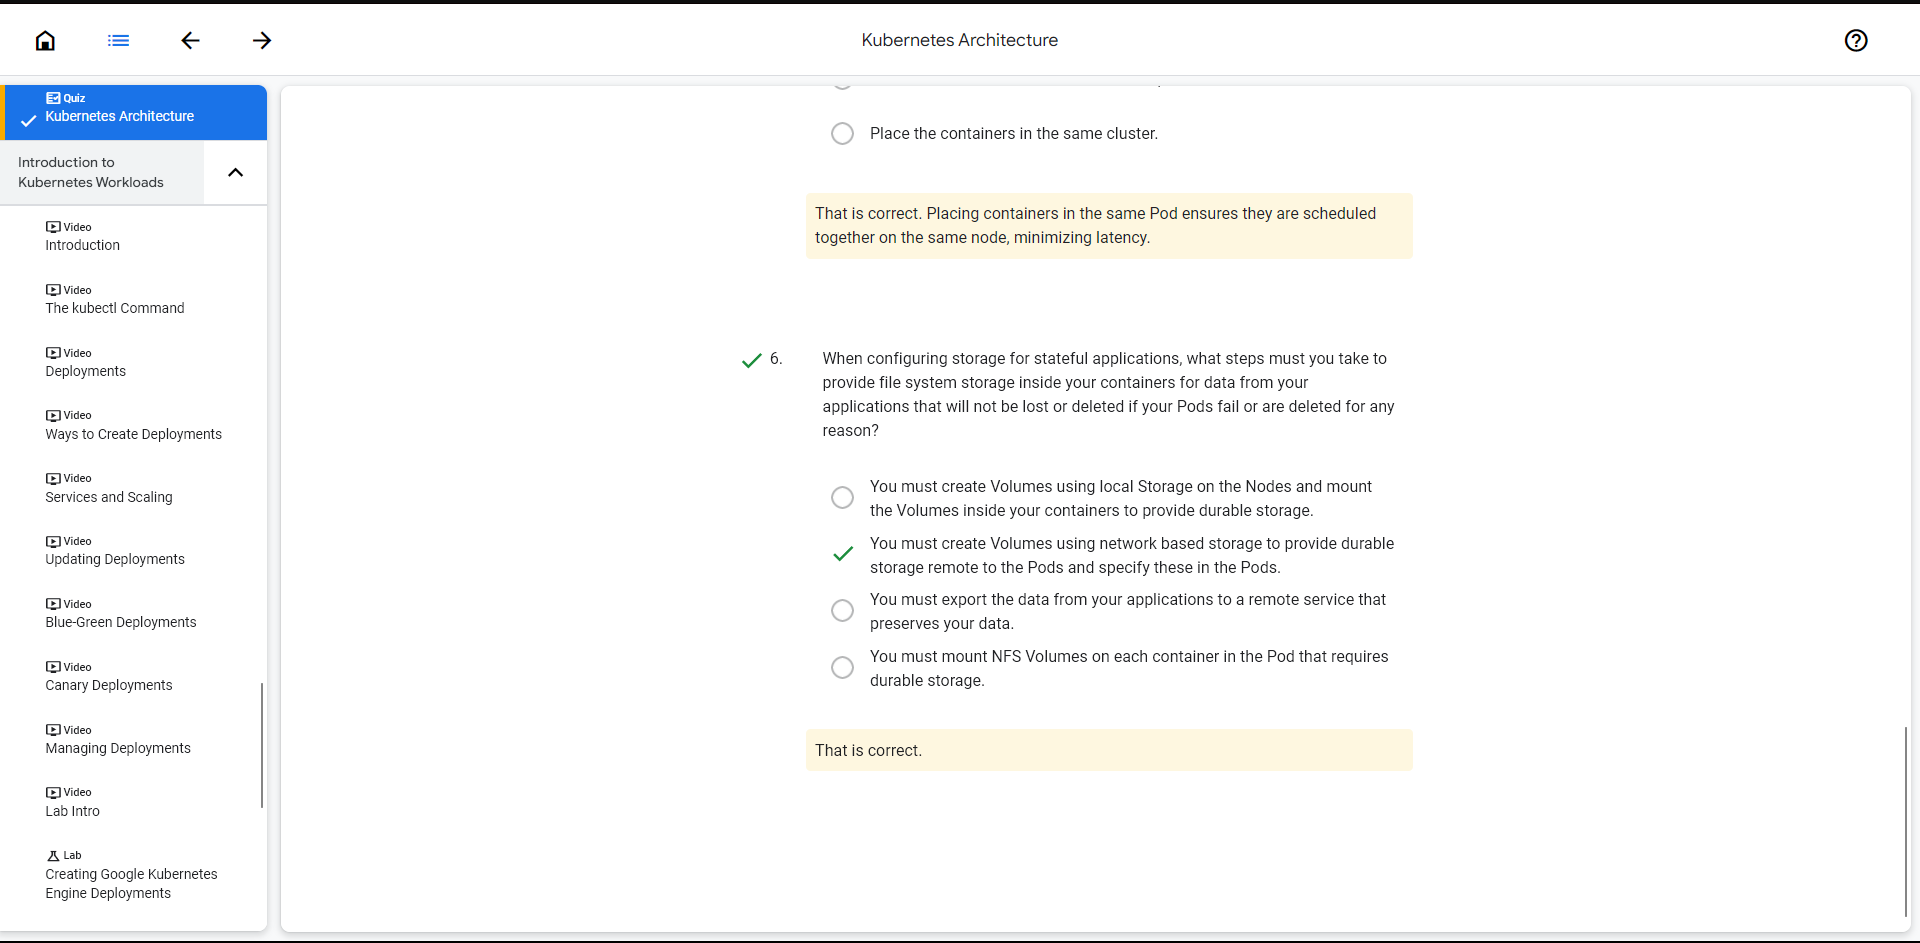 Kubernetes Architecture
Quiz
Kubernetes Architecture
Introduction to
Kubernetes Workloads
Video
Introduction
Video
The kubectl Command
Video
Deployments
Video
Ways to Create Deployments
Video
Services and Scaling
Video
Updating Deployments
Video
Blue-Green Deployments
Video
Canary Deployments
Video
Managing Deployments
Video
Lab Intro
Lab
Creating Google Kubernetes
Engine Deployments
Place the containers in the same cluster.
That is correct. Placing containers in the same Pod ensures they are scheduled
together on the same node, minimizing latency.
6. When configuring storage for stateful applications, what steps must you take to
provide file system storage inside your containers for data from your
applications that will not be lost or deleted if your Pods fail or are deleted for any
reason?
You must create Volumes using local Storage on the Nodes and mount
the Volumes inside your containers to provide durable storage.
You must create Volumes using network based storage to provide durable
storage remote to the Pods and specify these in the Pods.
You must export the data from your applications to a remote service that
preserves your data.
You must mount NFS Volumes on each container in the Pod that requires
durable storage.
That is correct.